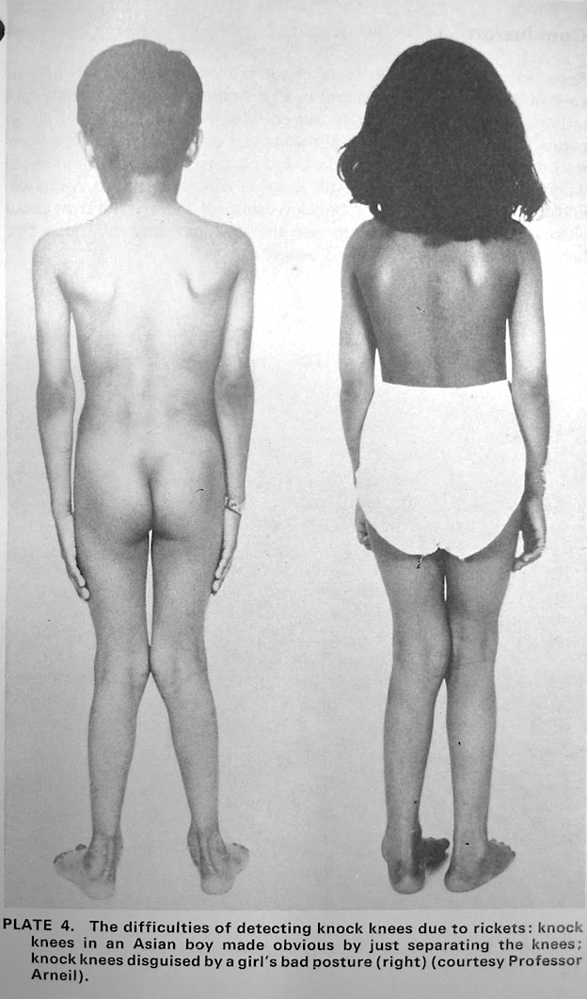 PLATE 4. The difficulties of detecting knock knees due to rickets: knock
knees in an Asian boy made obvious by just separating the knees;
knock knees disguised by a girl's bad posture (right) (courtesy Professor
Arneil).